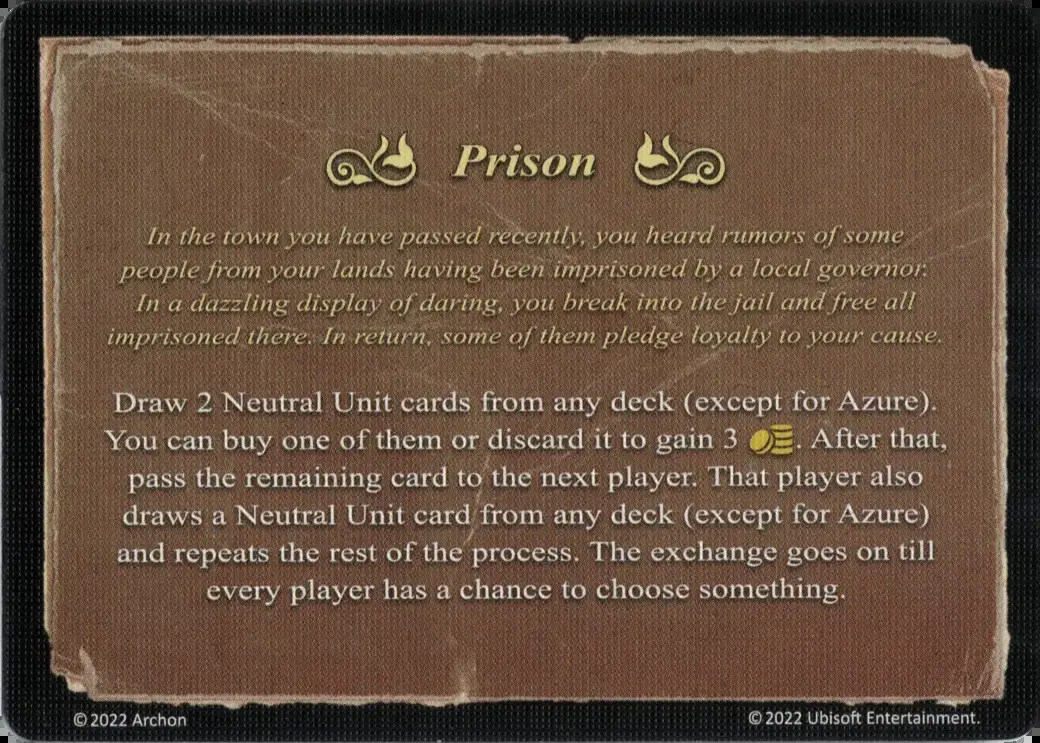 Prison
In the town you have passed recently, you heard rumors of some
people from your lands having been imprisoned by a local governor.
In a dazzling display of daring, you break into the jail and free all
imprisoned there. In return, some of them pledge loyalty to your cause.
Draw 2 Neutral Unit cards from any deck (except for Azure).
You can buy one of them or discard it to gain 3 . After that,
pass the remaining card to the next player. That player also
draws a Neutral Unit card from any deck (except for Azure)
and repeats the rest of the process. The exchange goes on till
every player has a chance to choose something.
© 2022 Archon
© 2022 Ubisoft Entertainment.